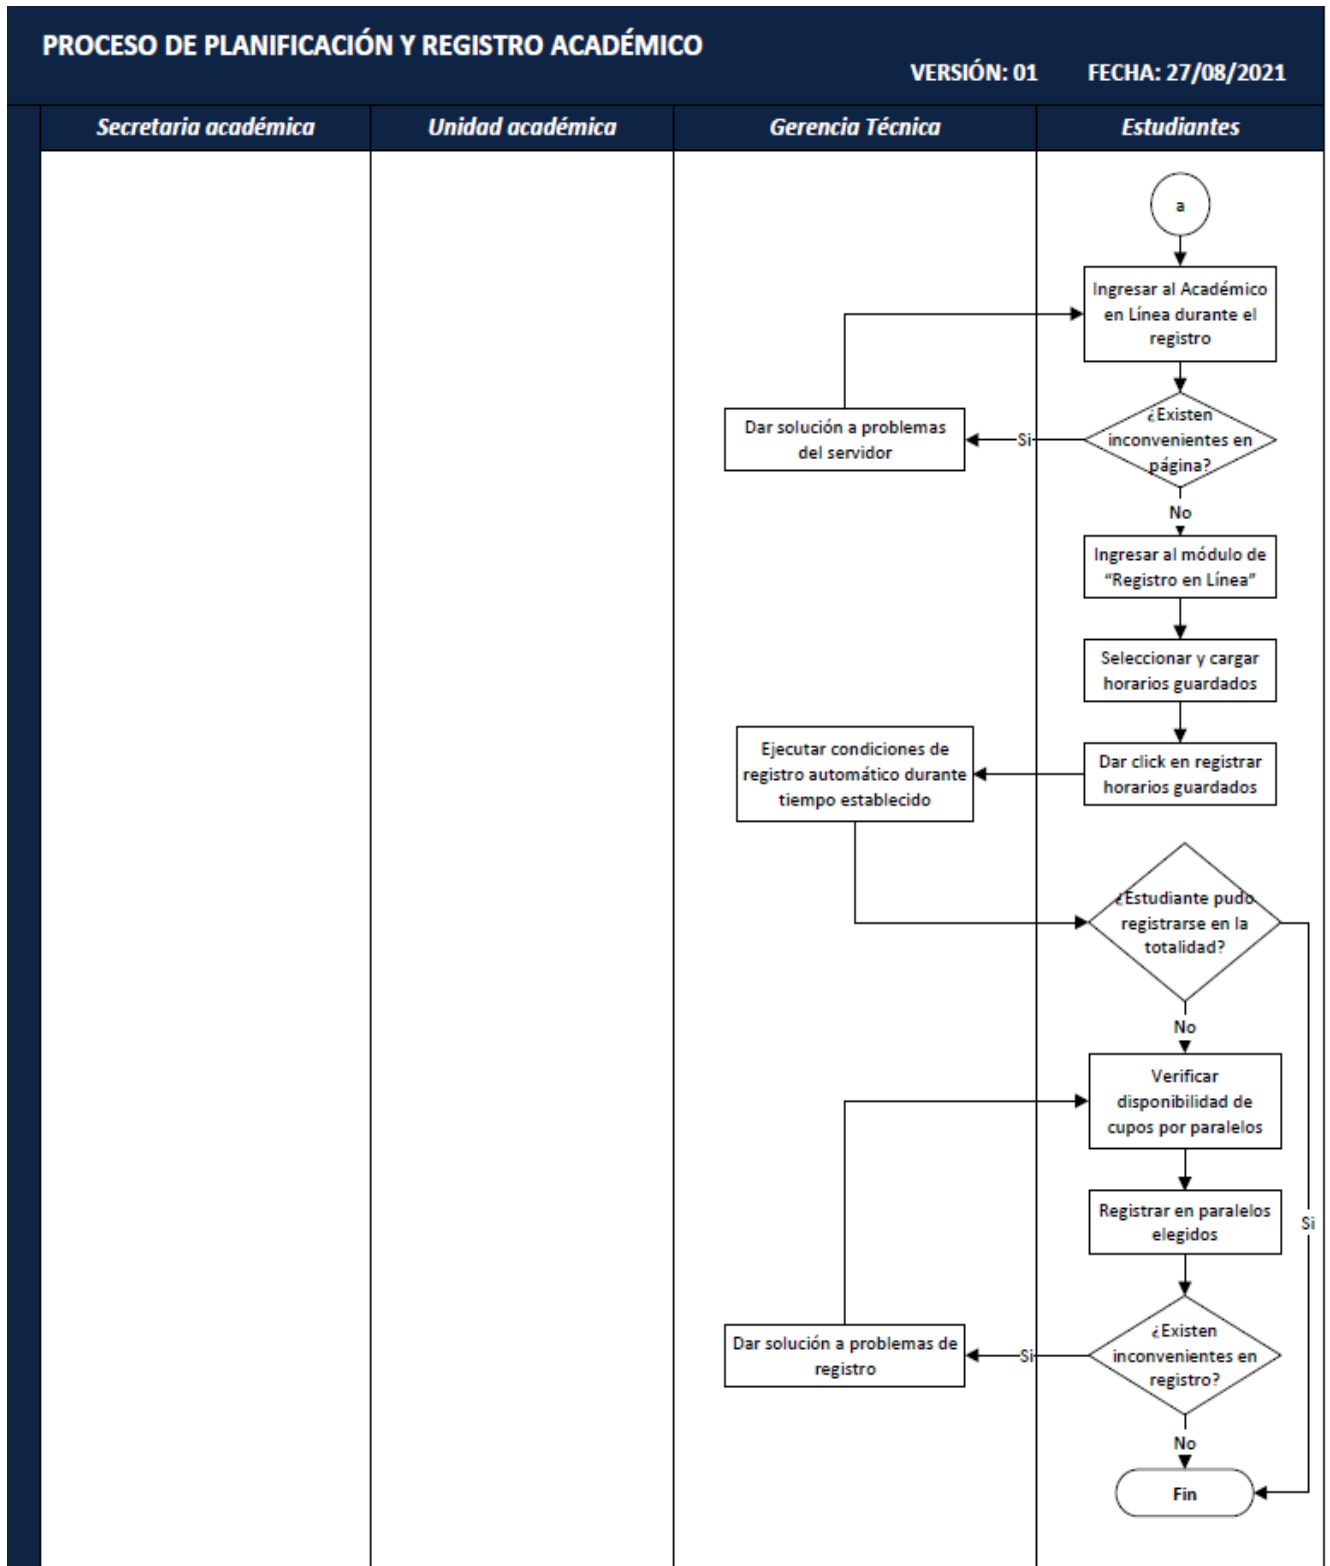 PROCESO DE PLANIFICACIÓN Y REGISTRO ACADÉMICO
VERSIÓN: 01 FECHA: 27/08/2021
Secretaria académica Unidad académica Gerencia Técnica Estudiantes
a
Ingresar al Académico
en Línea durante el
registro
¿Existen
inconvenientes en
página?
Si
Dar solución a problemas
del servidor
No
Ingresar al módulo de
“Registro en Línea”
Seleccionar y cargar
horarios guardados
Dar click en registrar
horarios guardados
Ejecutar condiciones de
registro automático durante
tiempo establecido
¿Estudiante pudo
registrarse en la
totalidad?
No
Si
Verificar
disponibilidad de
cupos por paralelos
Registrar en paralelos
elegidos
¿Existen
inconvenientes en
registro?
Si
Dar solución a problemas de
registro
No
Fin